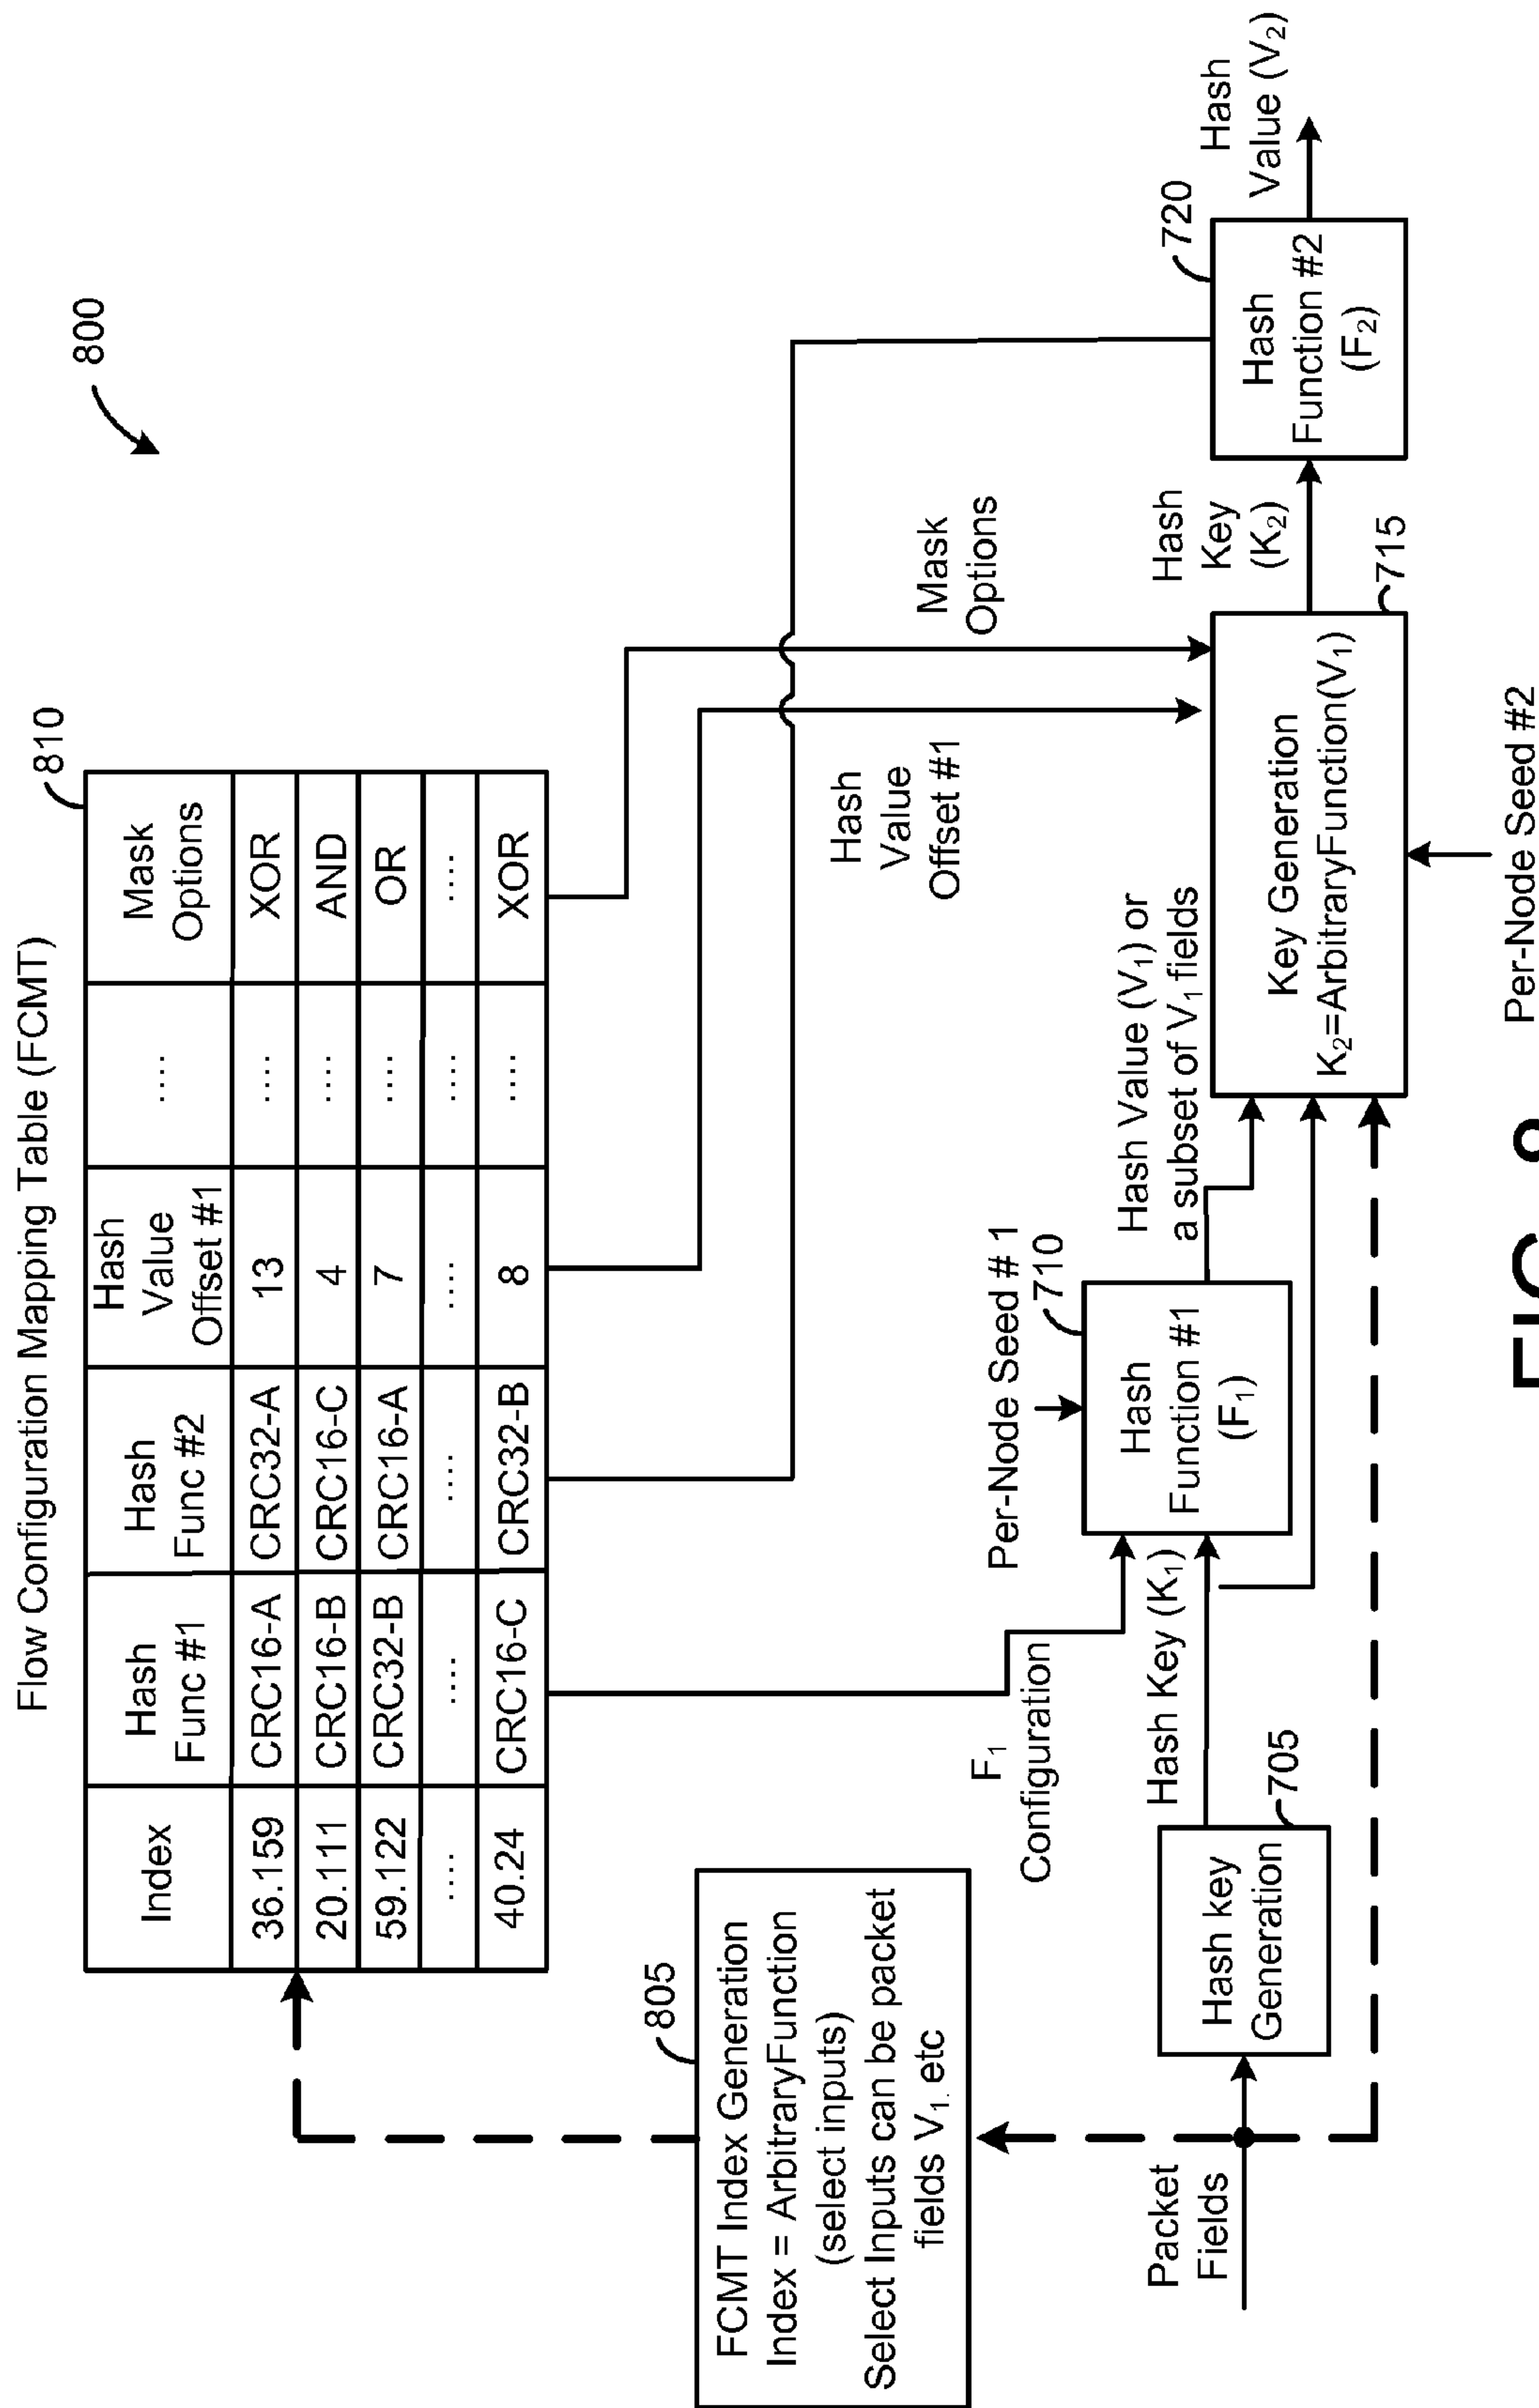 Flow Configuration Mapping Table (FCMT)
800
810
Index
Hash
Func #1
Hash
Func #2
Hash
Value
Offset #1
....
Mask
Options
36.159
CRC16-A
CRC32-A
13
....
XOR
20.111
CRC16-B
CRC16-C
4
....
AND
59.122
CRC32-B
CRC16-A
7
....
OR
....
....
....
....
....
....
40.24
CRC16-C
CRC32-B
8
....
XOR
805
FCMT Index Generation
Index = ArbitraryFunction
(select inputs)
Select Inputs can be packet
fields V1. etc
F1
Configuration
Per-Node Seed # 1
710
Hash
Function #1
(F1)
Hash
Value
Offset #1
Mask
Options
Hash Value (V1) or
a subset of V1 fields
Packet
Fields
Hash key
Generation
705
Hash Key (K1)
Key Generation
K2=ArbitraryFunction(V1)
715
Per-Node Seed #2
Hash
Key
(K2)
Hash
Function #2
(F2)
720
Hash
Value (V2)